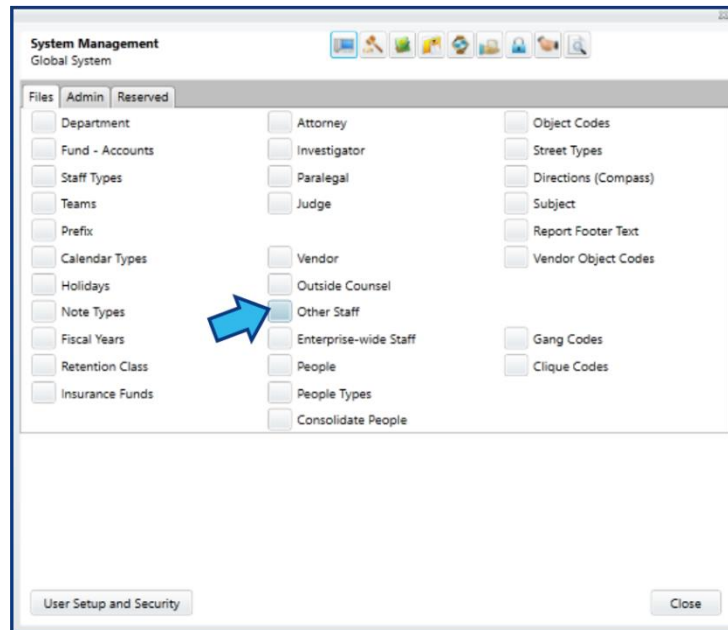 System Management
Global System
Files Admin Reserved
Department Attorney Object Codes
Fund - Accounts Investigator Street Types
Staff Types Paralegal Directions (Compass)
Teams Judge Subject
Prefix Report Footer Text
Calendar Types Vendor Vendor Object Codes
Holidays Outside Counsel
Note Types Other Staff
Fiscal Years Enterprise-wide Staff Gang Codes
Retention Class People Clique Codes
Insurance Funds People Types
Consolidate People
User Setup and Security Close